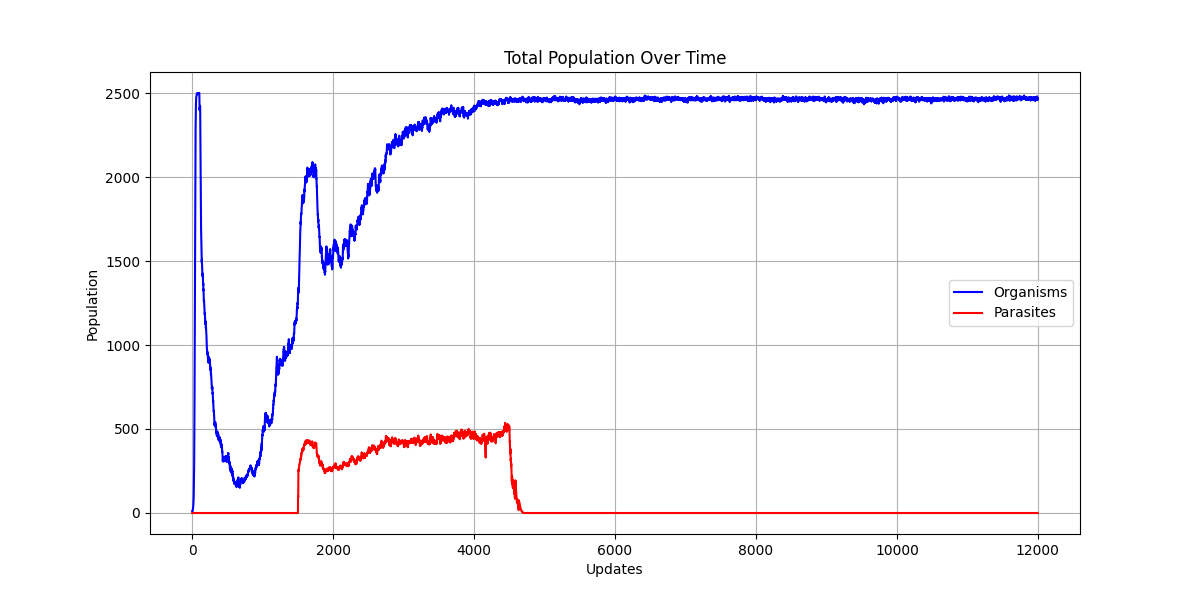 Total Population Over Time
Population
2500
2000
1500
1000
500
0
Organisms
Parasites
0 2000 4000 6000 8000 10000 12000
Updates